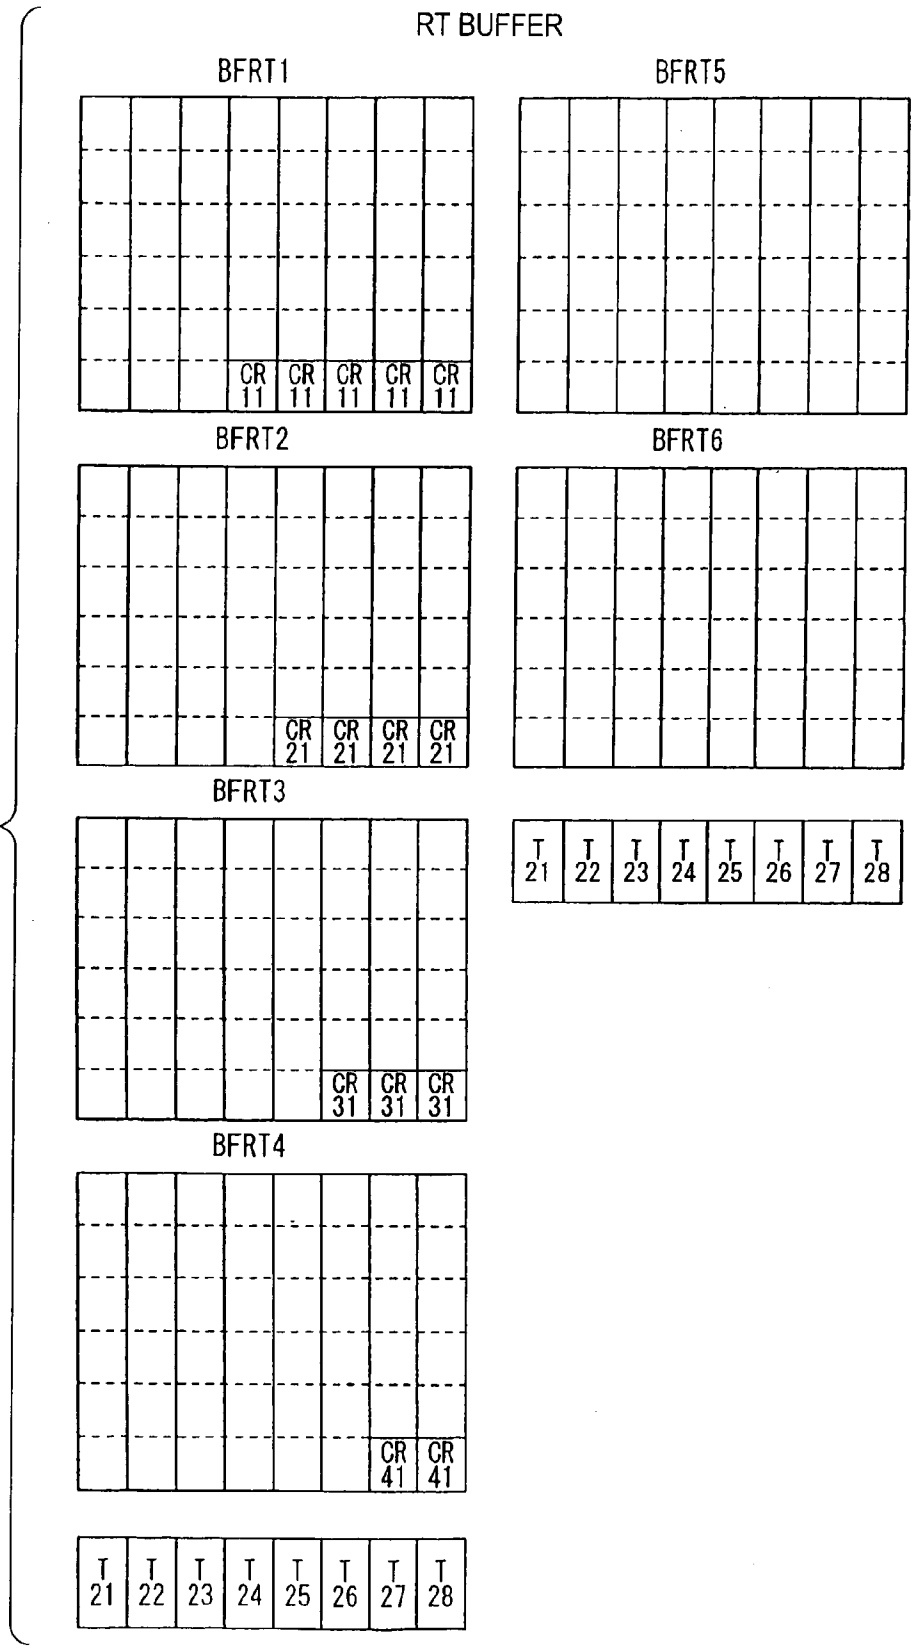 RT BUFFER
BFRT1
CR 11 CR 11 CR 11 CR 11 CR 11
BFRT2
CR 21 CR 21 CR 21 CR 21
BFRT3
CR 31 CR 31 CR 31
BFRT4
CR 41 CR 41
T 21 T 22 T 23 T 24 T 25 T 26 T 27 T 28
BFRT5
BFRT6
T 21 T 22 T 23 T 24 T 25 T 26 T 27 T 28